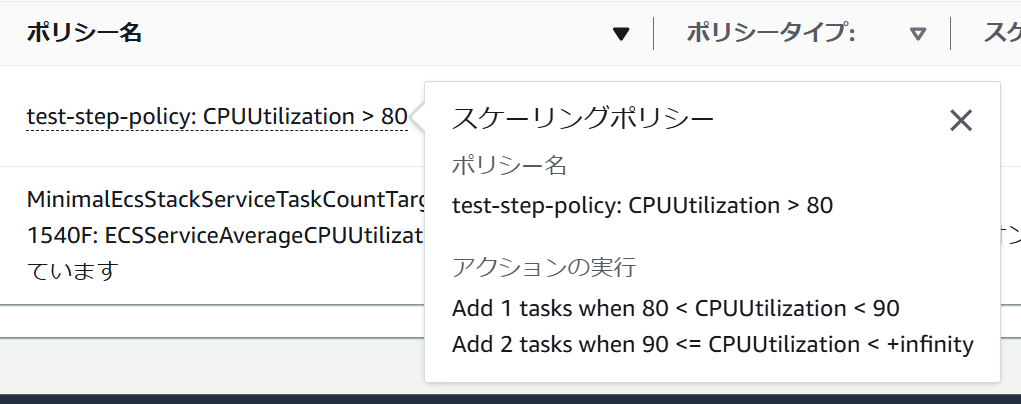 ポリシー名
ポリシータイプ:
スケ
test-step-policy: CPUUtilization > 80
MinimalEcsStackServiceTaskCountTarg
1540F: ECSServiceAverageCPUUtilizat
ています
スケーリングポリシー
ポリシー名
test-step-policy: CPUUtilization > 80
アクションの実行
Add 1 tasks when 80 < CPUUtilization < 90
Add 2 tasks when 90 <= CPUUtilization < +infinity